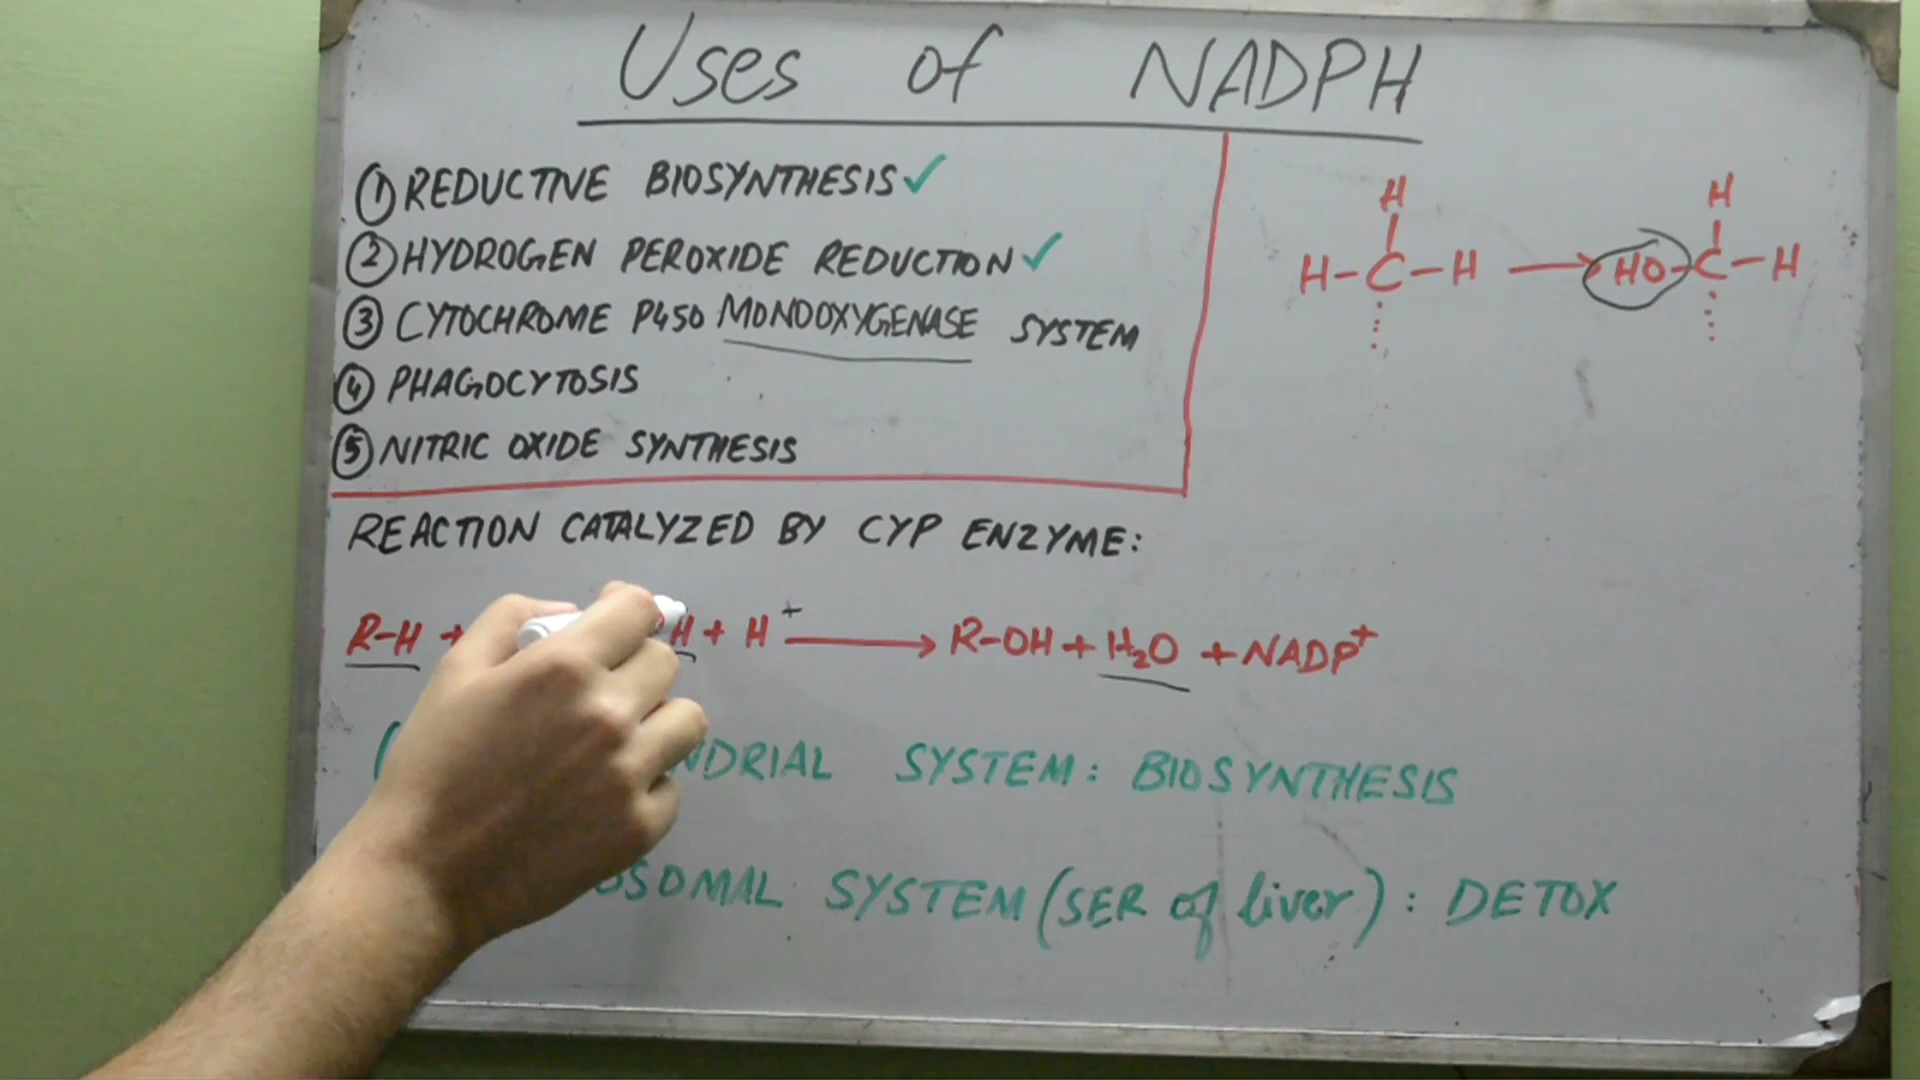 Uses of NADPH
① REDUCTIVE BIOSYNTHESIS ✓
② HYDROGEN PEROXIDE REDUCTION ✓
③ CYTOCHROME P450 MONOOXYGENASE SYSTEM
④ PHAGOCYTOSIS
⑤ NITRIC OXIDE SYNTHESIS
H
H-C-H → HO-C-H
H
REACTION CATALYZED BY CYP ENZYME:
R-H + H + H⁺ → R-OH + H₂O + NADP⁺
NDRIAL SYSTEM: BIOSYNTHESIS
OSOMAL SYSTEM (SER of liver): DETOX